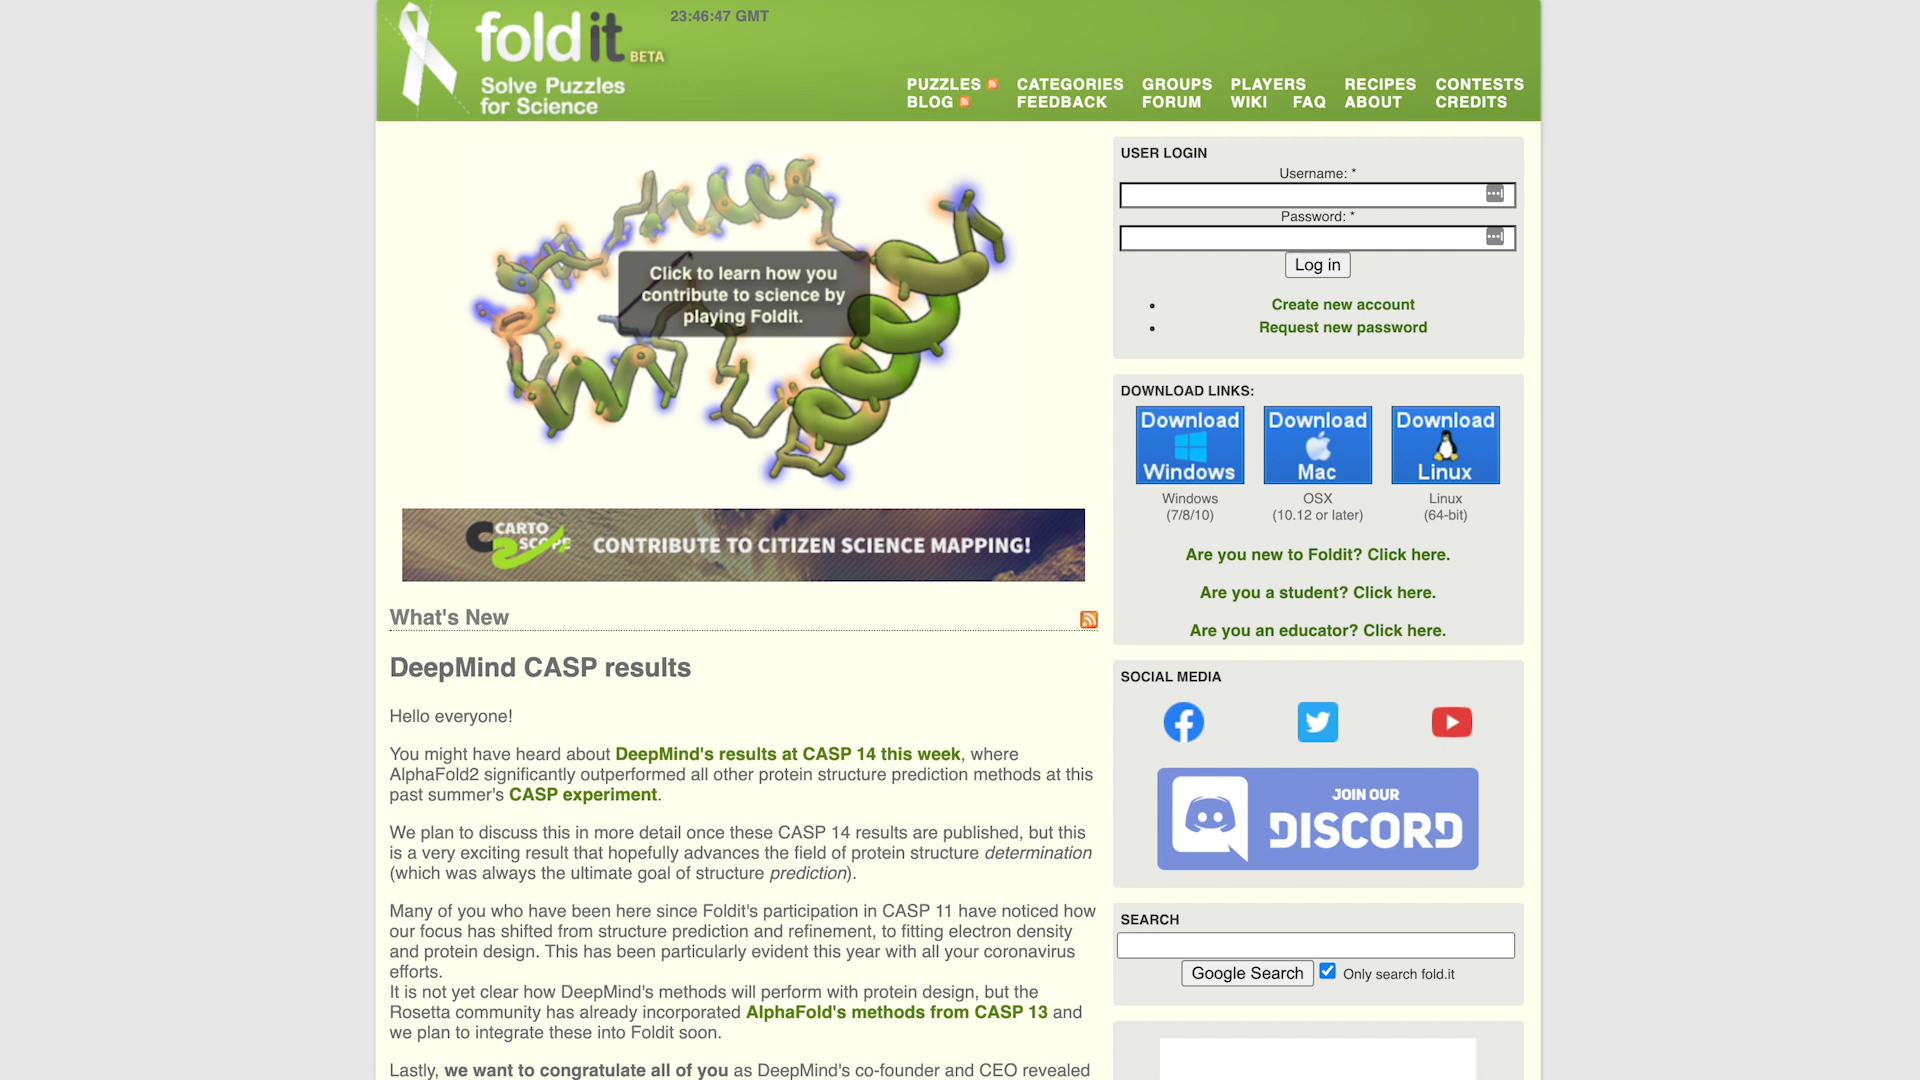 23:46:47 GMT
foldit BETA
Solve Puzzles
for Science
PUZZLES CATEGORIES GROUPS PLAYERS RECIPES CONTESTS
BLOG FEEDBACK FORUM WIKI FAQ ABOUT CREDITS
Click to learn how you
contribute to science by
playing Foldit.
CARTO
SCOPE
CONTRIBUTE TO CITIZEN SCIENCE MAPPING!
What's New
DeepMind CASP results
Hello everyone!
You might have heard about DeepMind's results at CASP 14 this week, where
AlphaFold2 significantly outperformed all other protein structure prediction methods at this
past summer's CASP experiment.
We plan to discuss this in more detail once these CASP 14 results are published, but this
is a very exciting result that hopefully advances the field of protein structure determination
(which was always the ultimate goal of structure prediction).
Many of you who have been here since Foldit's participation in CASP 11 have noticed how
our focus has shifted from structure prediction and refinement, to fitting electron density
and protein design. This has been particularly evident this year with all your coronavirus
efforts.
It is not yet clear how DeepMind's methods will perform with protein design, but the
Rosetta community has already incorporated AlphaFold's methods from CASP 13 and
we plan to integrate these into Foldit soon.
Lastly, we want to congratulate all of you as DeepMind's co-founder and CEO revealed
USER LOGIN
Username: *
Password: *
Log in
Create new account
Request new password
DOWNLOAD LINKS:
Download Windows
Download Mac
Download Linux
Windows
(7/8/10)
OSX
(10.12 or later)
Linux
(64-bit)
Are you new to Foldit? Click here.
Are you a student? Click here.
Are you an educator? Click here.
SOCIAL MEDIA
JOIN OUR
DISCORD
SEARCH
Google Search Only search fold.it